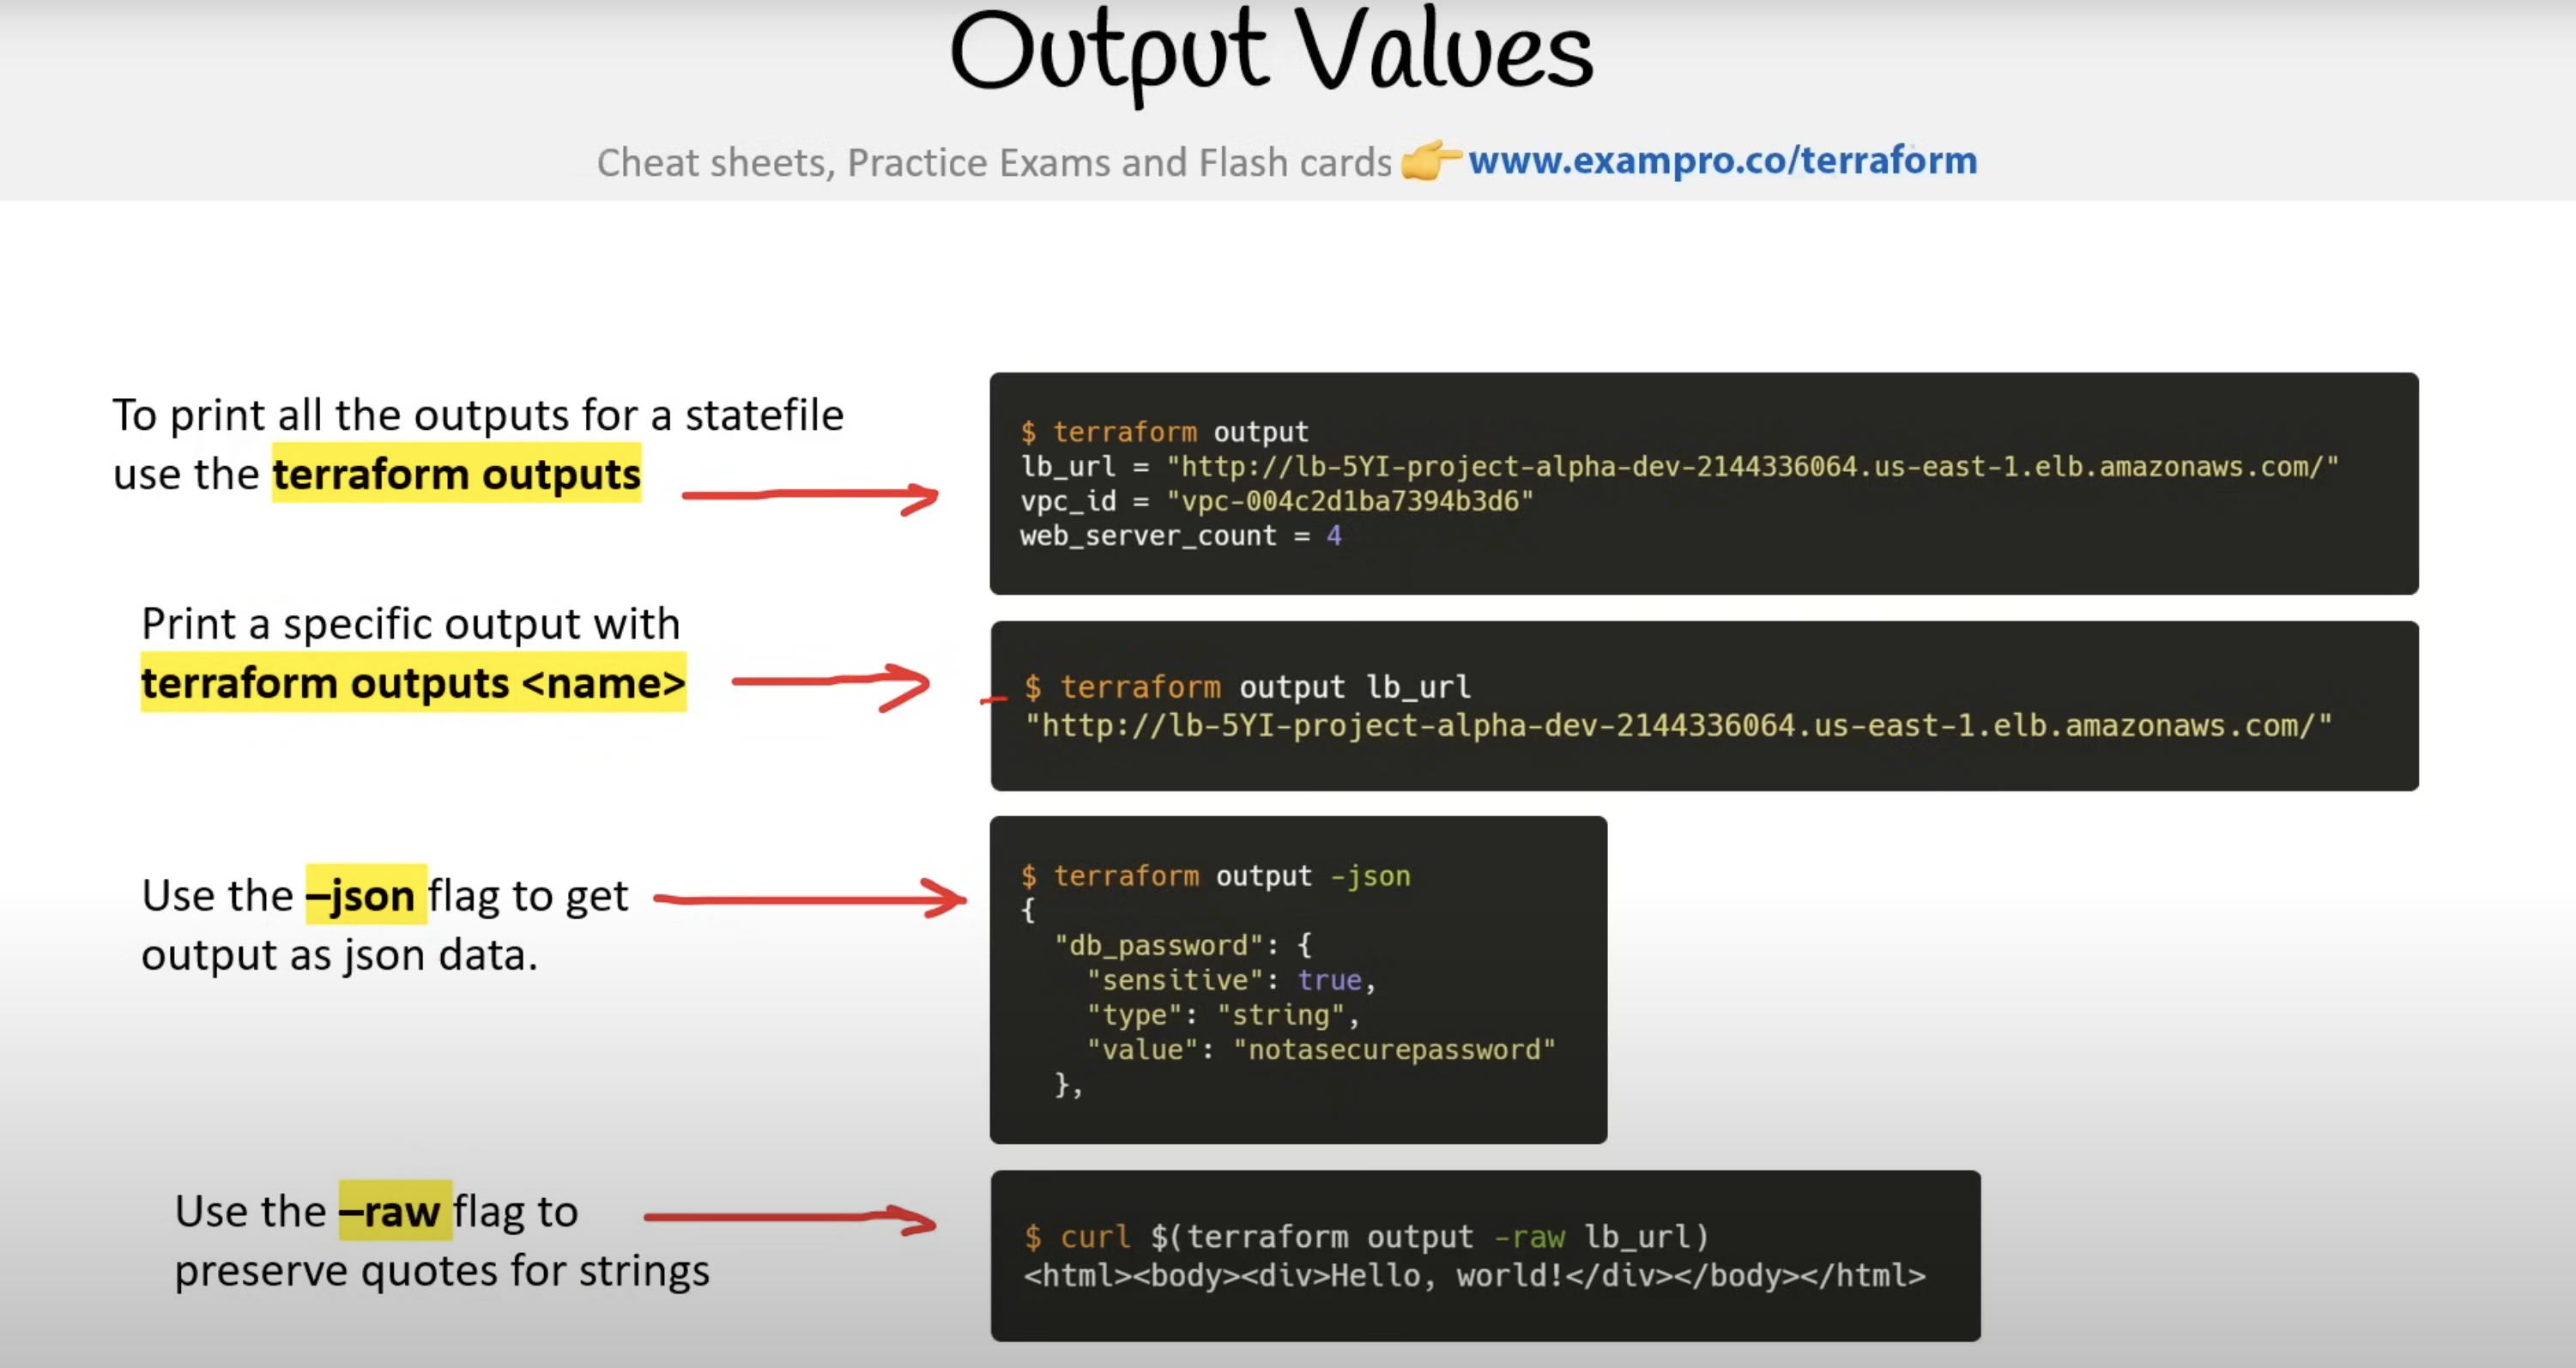 Output Values
Cheat sheets, Practice Exams and Flash cards 👉 www.exampro.co/terraform
To print all the outputs for a statefile
use the terraform outputs
$ terraform output
lb_url = "http://lb-5YI-project-alpha-dev-2144336064.us-east-1.elb.amazonaws.com/"
vpc_id = "vpc-004c2d1ba7394b3d6"
web_server_count = 4
Print a specific output with
terraform outputs <name>
$ terraform output lb_url
"http://lb-5YI-project-alpha-dev-2144336064.us-east-1.elb.amazonaws.com/"
Use the –json flag to get
output as json data.
$ terraform output -json
{
"db_password": {
"sensitive": true,
"type": "string",
"value": "notasecurepassword"
},
Use the –raw flag to
preserve quotes for strings
$ curl $(terraform output -raw lb_url)
<html><body><div>Hello, world!</div></body></html>